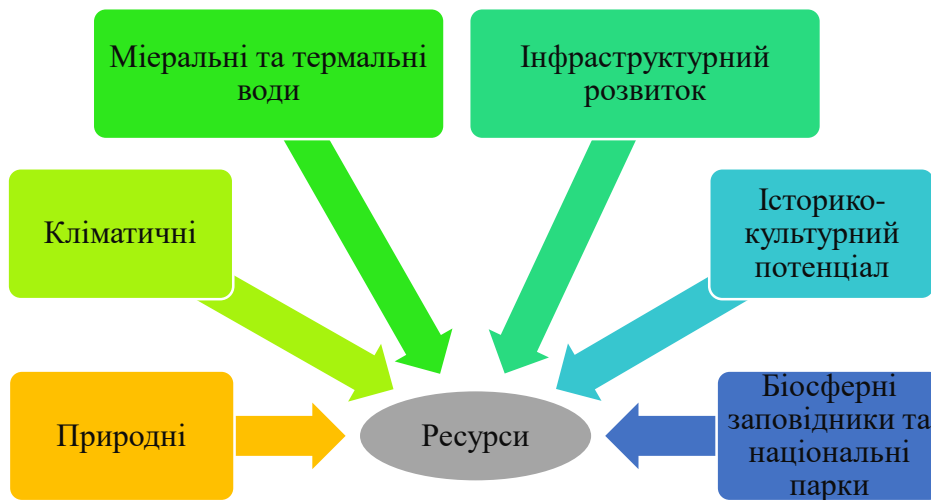 Міеральні та термальні
води
Інфраструктурний
розвиток
Кліматичні
Історико-
культурний
потенціал
Природні
Ресурси
Біосферні
заповідники та
національні
парки